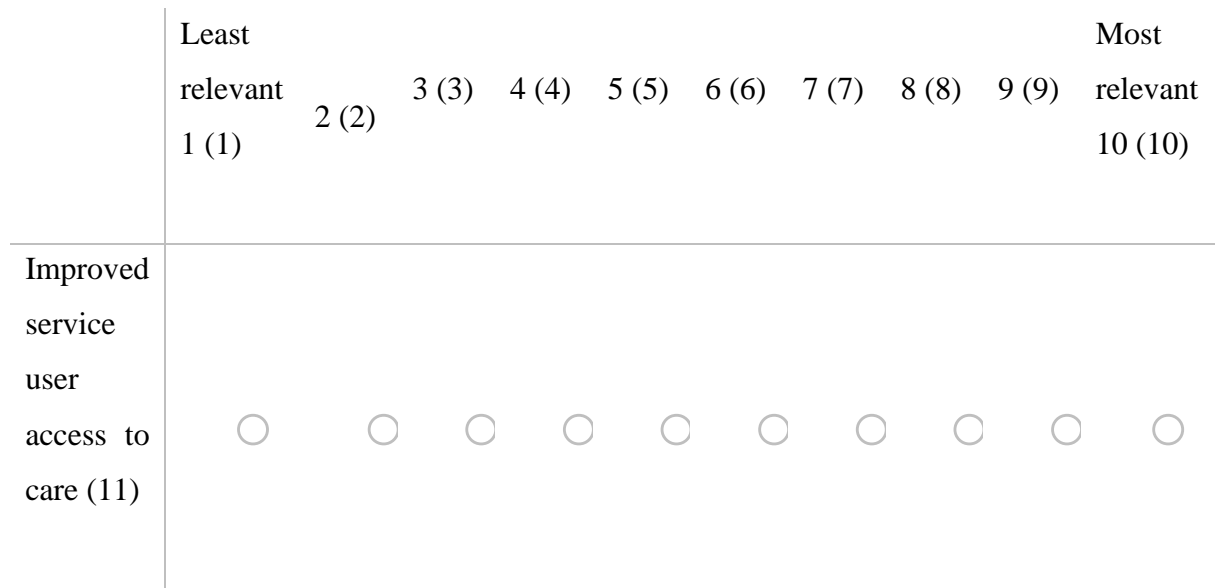 Least
relevant
1 (1)
2 (2)
3 (3)
4 (4)
5 (5)
6 (6)
7 (7)
8 (8)
9 (9)
Most
relevant
10 (10)
Improved
service
user
access to
care (11)